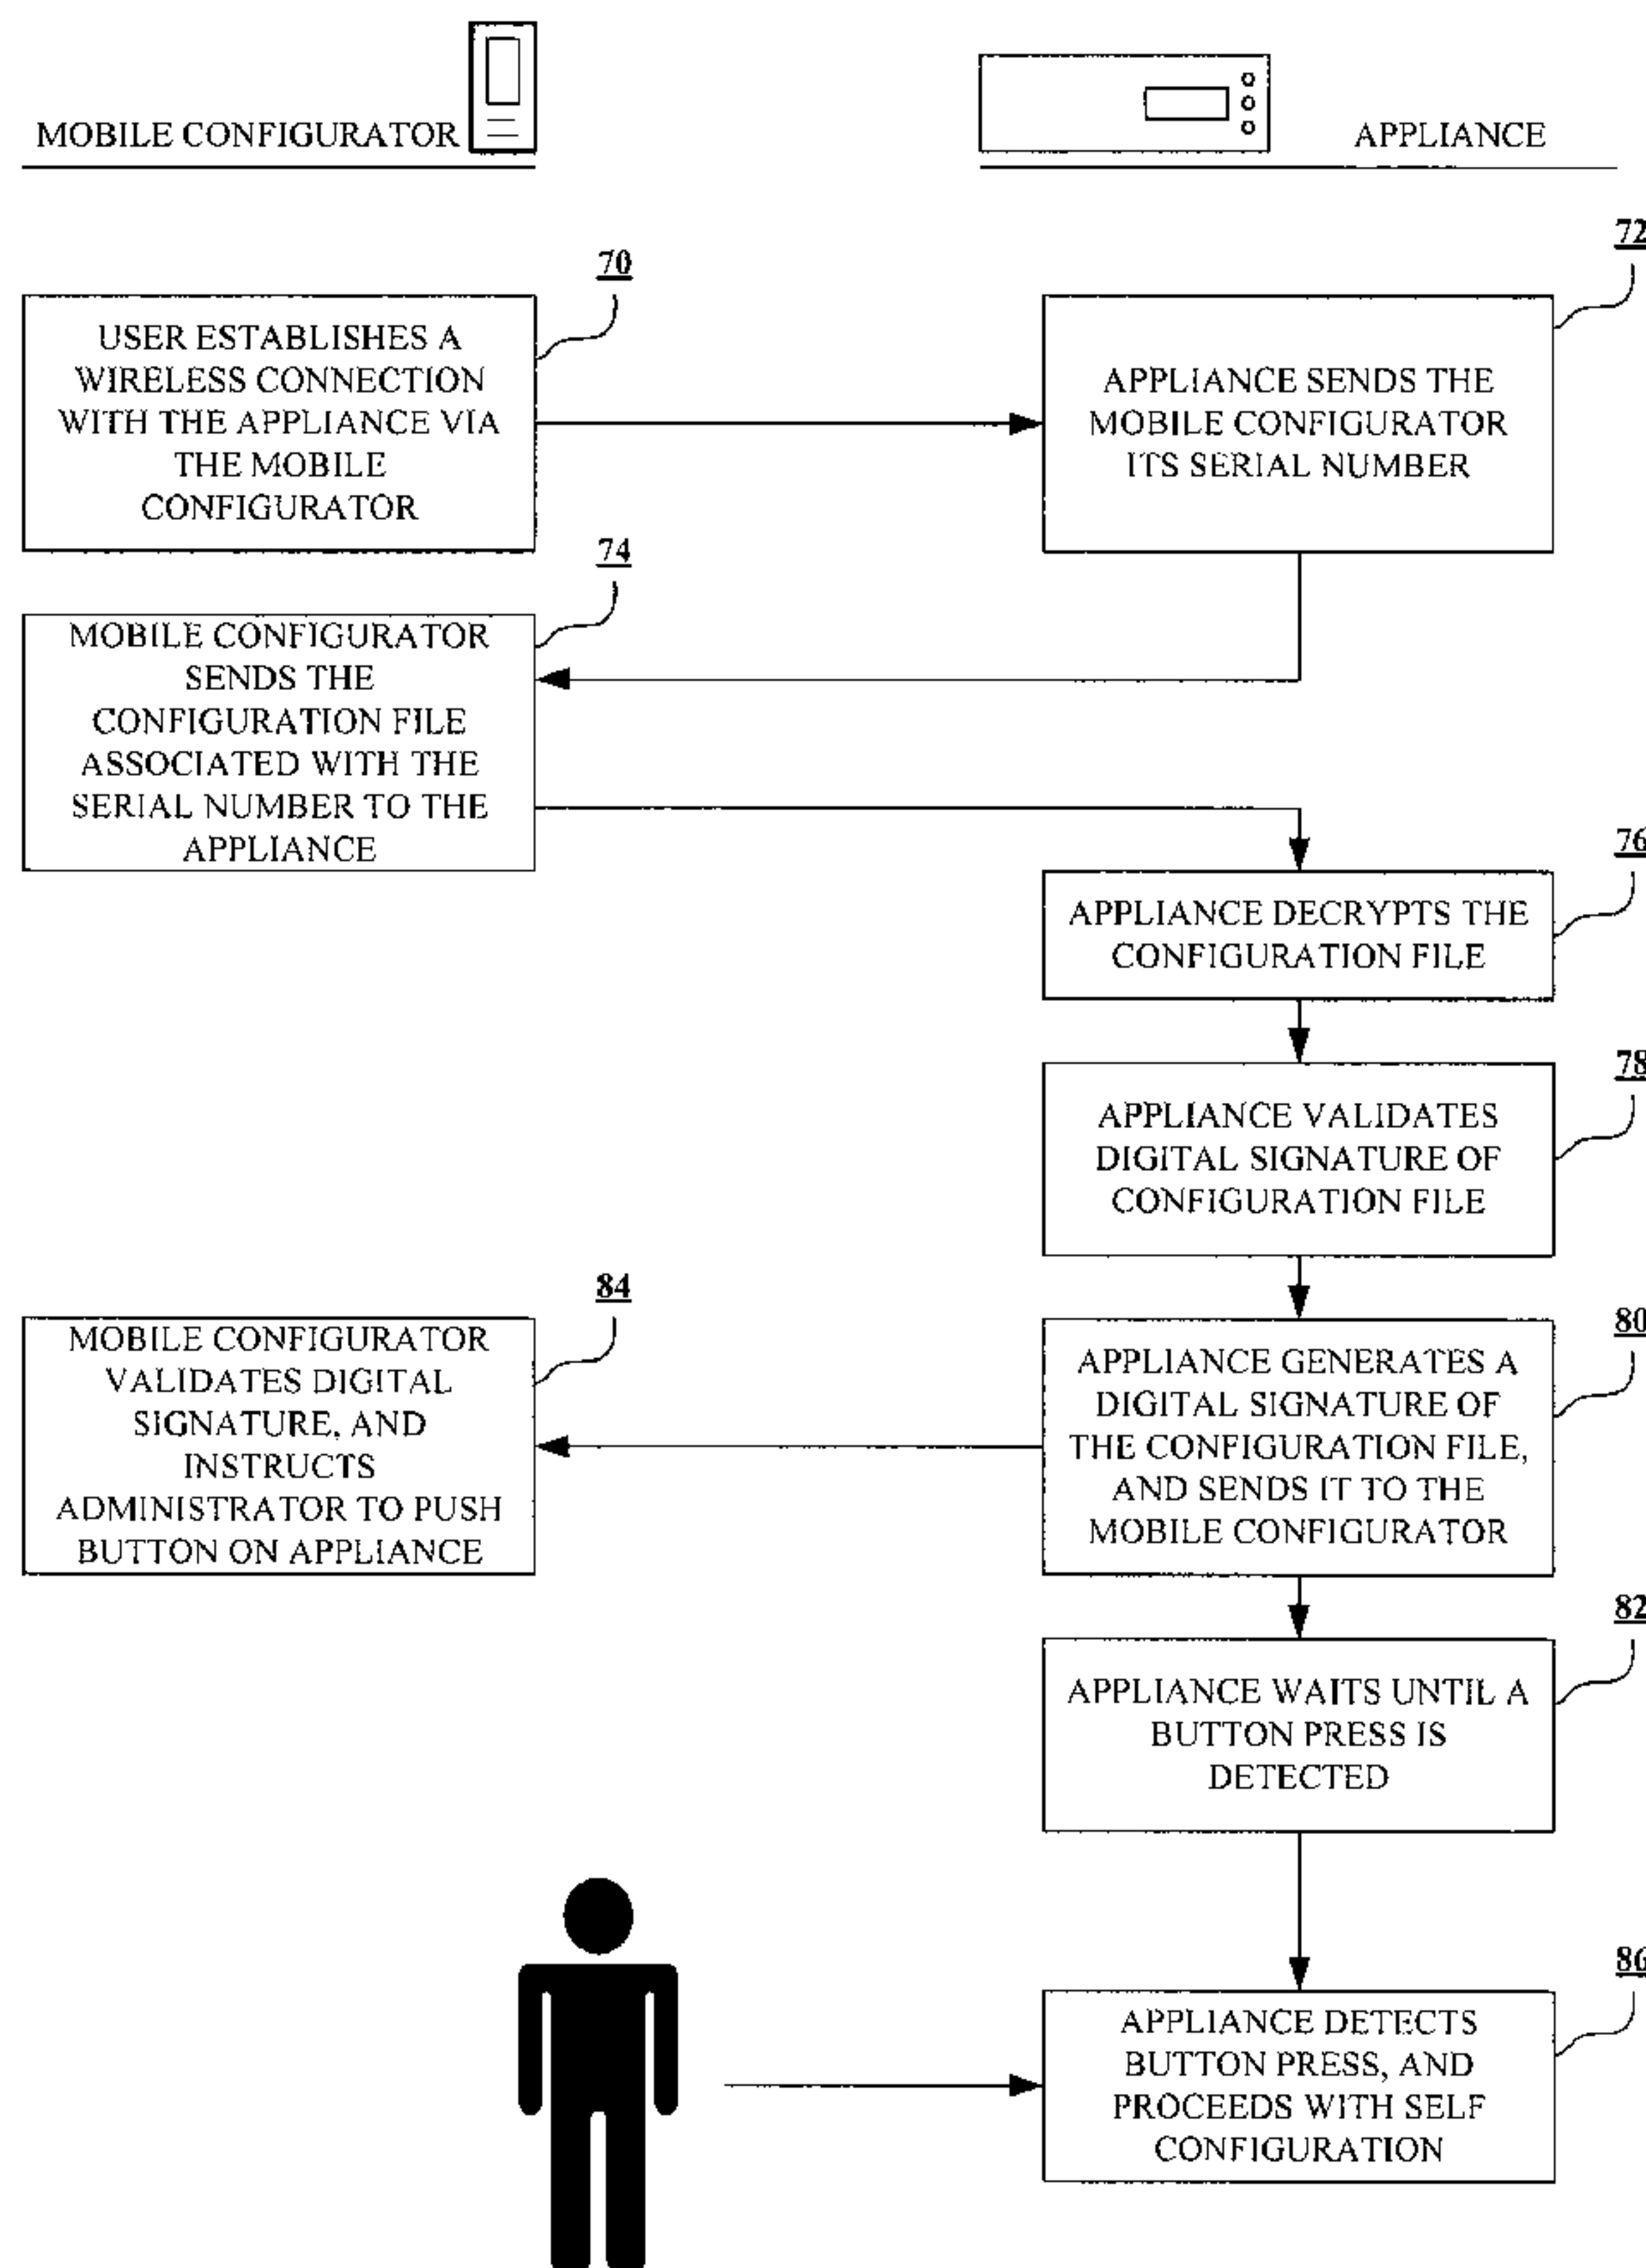 MOBILE CONFIGURATOR
APPLIANCE
70
USER ESTABLISHES A
WIRELESS CONNECTION
WITH THE APPLIANCE VIA
THE MOBILE
CONFIGURATOR
72
APPLIANCE SENDS THE
MOBILE CONFIGURATOR
ITS SERIAL NUMBER
74
MOBILE CONFIGURATOR
SENDS THE
CONFIGURATION FILE
ASSOCIATED WITH THE
SERIAL NUMBER TO THE
APPLIANCE
76
APPLIANCE DECRYPTS THE
CONFIGURATION FILE
78
APPLIANCE VALIDATES
DIGITAL SIGNATURE OF
CONFIGURATION FILE
80
APPLIANCE GENERATES A
DIGITAL SIGNATURE OF
THE CONFIGURATION FILE,
AND SENDS IT TO THE
MOBILE CONFIGURATOR
84
MOBILE CONFIGURATOR
VALIDATES DIGITAL
SIGNATURE, AND
INSTRUCTS
ADMINISTRATOR TO PUSH
BUTTON ON APPLIANCE
82
APPLIANCE WAITS UNTIL A
BUTTON PRESS IS
DETECTED
86
APPLIANCE DETECTS
BUTTON PRESS, AND
PROCEEDS WITH SELF
CONFIGURATION